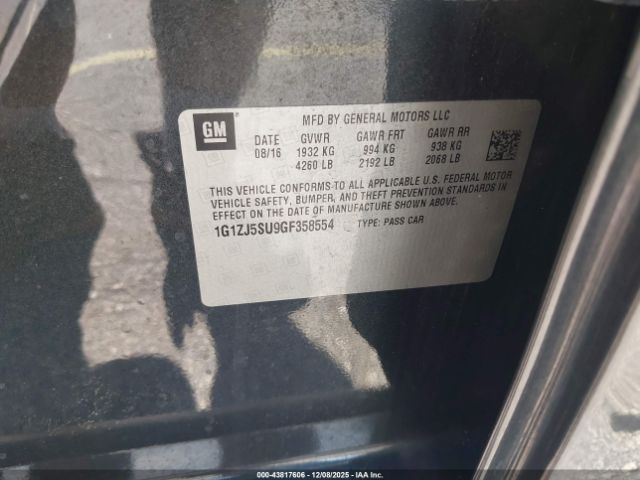 GM
MFD BY GENERAL MOTORS LLC
DATE GVWR GAWR FRT GAWR RR
08/16 1932 KG 994 KG 938 KG
4260 LB 2192 LB 2068 LB
THIS VEHICLE CONFORMS TO ALL APPLICABLE U.S. FEDERAL MOTOR
VEHICLE SAFETY, BUMPER, AND THEFT PREVENTION STANDARDS IN
EFFECT ON THE DATE OF MANUFACTURE SHOWN ABOVE.
1G1ZJ5SU9GF358554 TYPE: PASS CAR
000-43817606 - 12/08/2025 - IAA Inc.